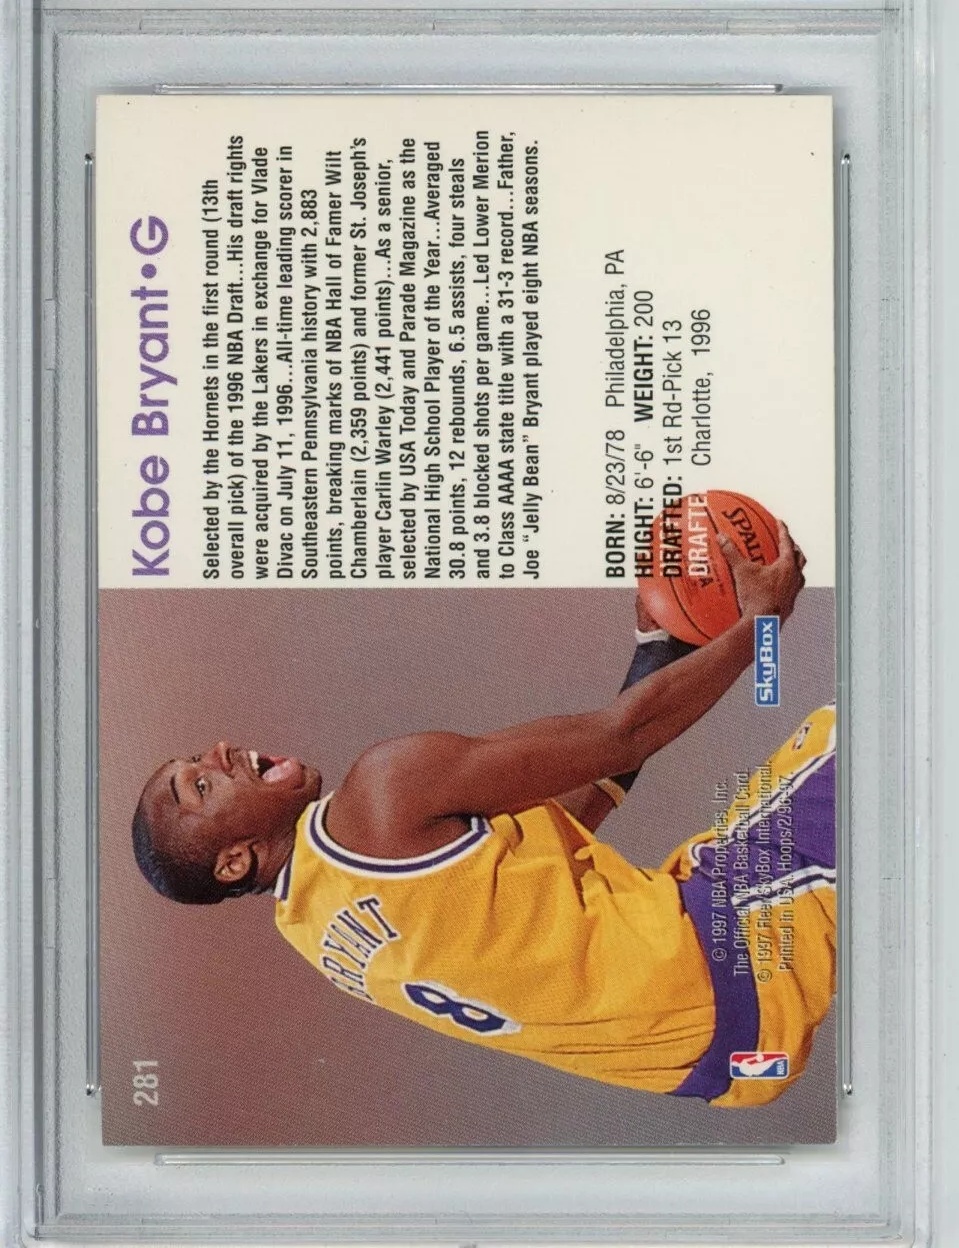 281
Kobe Bryant • G
Selected by the Hornets in the first round (13th
overall pick) of the 1996 NBA Draft...His draft rights
were acquired by the Lakers in exchange for Vlade
Divac on July 11, 1996...All-time leading scorer in
Southeastern Pennsylvania history with 2,883
points, breaking marks of NBA Hall of Famer Wilt
Chamberlain (2,359 points) and former St. Joseph's
player Carlin Warley (2,441 points)...As a senior,
selected by USA Today and Parade Magazine as the
National High School Player of the Year...Averaged
30.8 points, 12 rebounds, 6.5 assists, four steals
and 3.8 blocked shots per game...Led Lower Merion
to Class AAAA state title with a 31-3 record...Father,
Joe "Jelly Bean" Bryant played eight NBA seasons.
BORN: 8/23/78 Philadelphia, PA
HEIGHT: 6'-6" WEIGHT: 200
DRAFTED: 1st Rd-Pick 13
DRAFTE Charlotte, 1996
SPALD
BRYANT
8
SkyBox
© 1997 NBA Properties, Inc.
The Official NBA Basketball Card.
© 1997 Fleer/SkyBox International.
Printed in USA. Hoops/2/96-97.
NBA